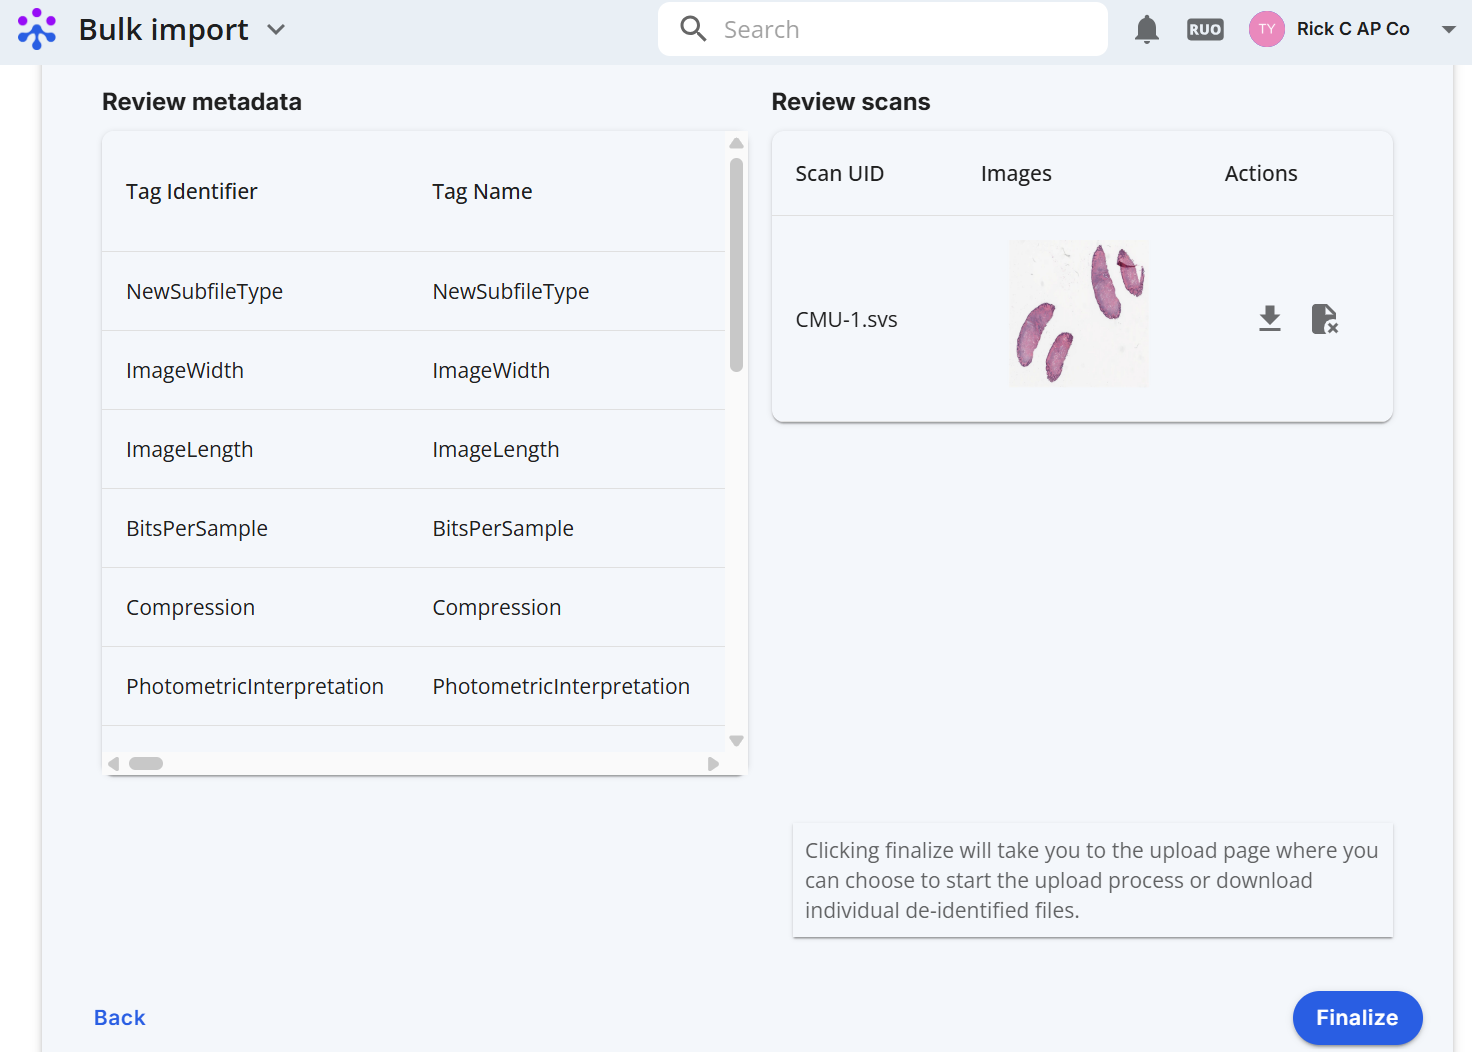 Bulk import
Search
RUO
TY
Rick C AP Co
Review metadata
Tag Identifier Tag Name
NewSubfileType NewSubfileType
ImageWidth ImageWidth
ImageLength ImageLength
BitsPerSample BitsPerSample
Compression Compression
PhotometricInterpretation PhotometricInterpretation
Review scans
Scan UID Images Actions
CMU-1.svs
Clicking finalize will take you to the upload page where you
can choose to start the upload process or download
individual de-identified files.
Back
Finalize